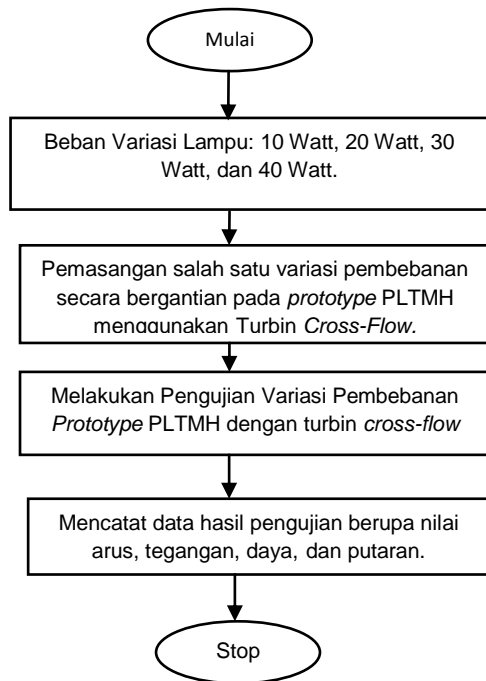 Mulai
Beban Variasi Lampu: 10 Watt, 20 Watt, 30
Watt, dan 40 Watt.
Pemasangan salah satu variasi pembebanan
secara bergantian pada prototype PLTMH
menggunakan Turbin Cross-Flow.
Melakukan Pengujian Variasi Pembebanan
Prototype PLTMH dengan turbin cross-flow
Mencatat data hasil pengujian berupa nilai
arus, tegangan, daya, dan putaran.
Stop